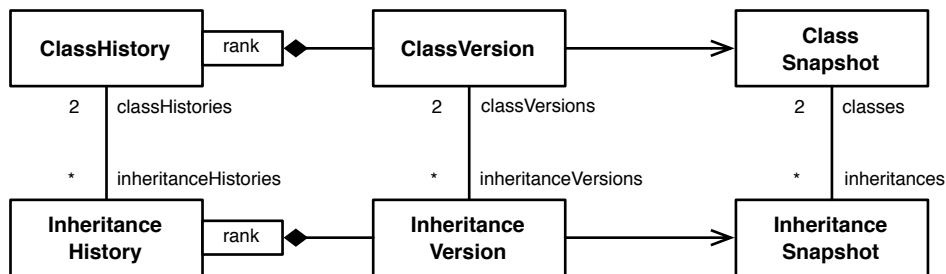 ClassHistory
rank
ClassVersion
Class
Snapshot
2 classHistories
2 classVersions
2 classes
* inheritanceHistories
* inheritanceVersions
* inheritances
Inheritance
History
rank
Inheritance
Version
Inheritance
Snapshot